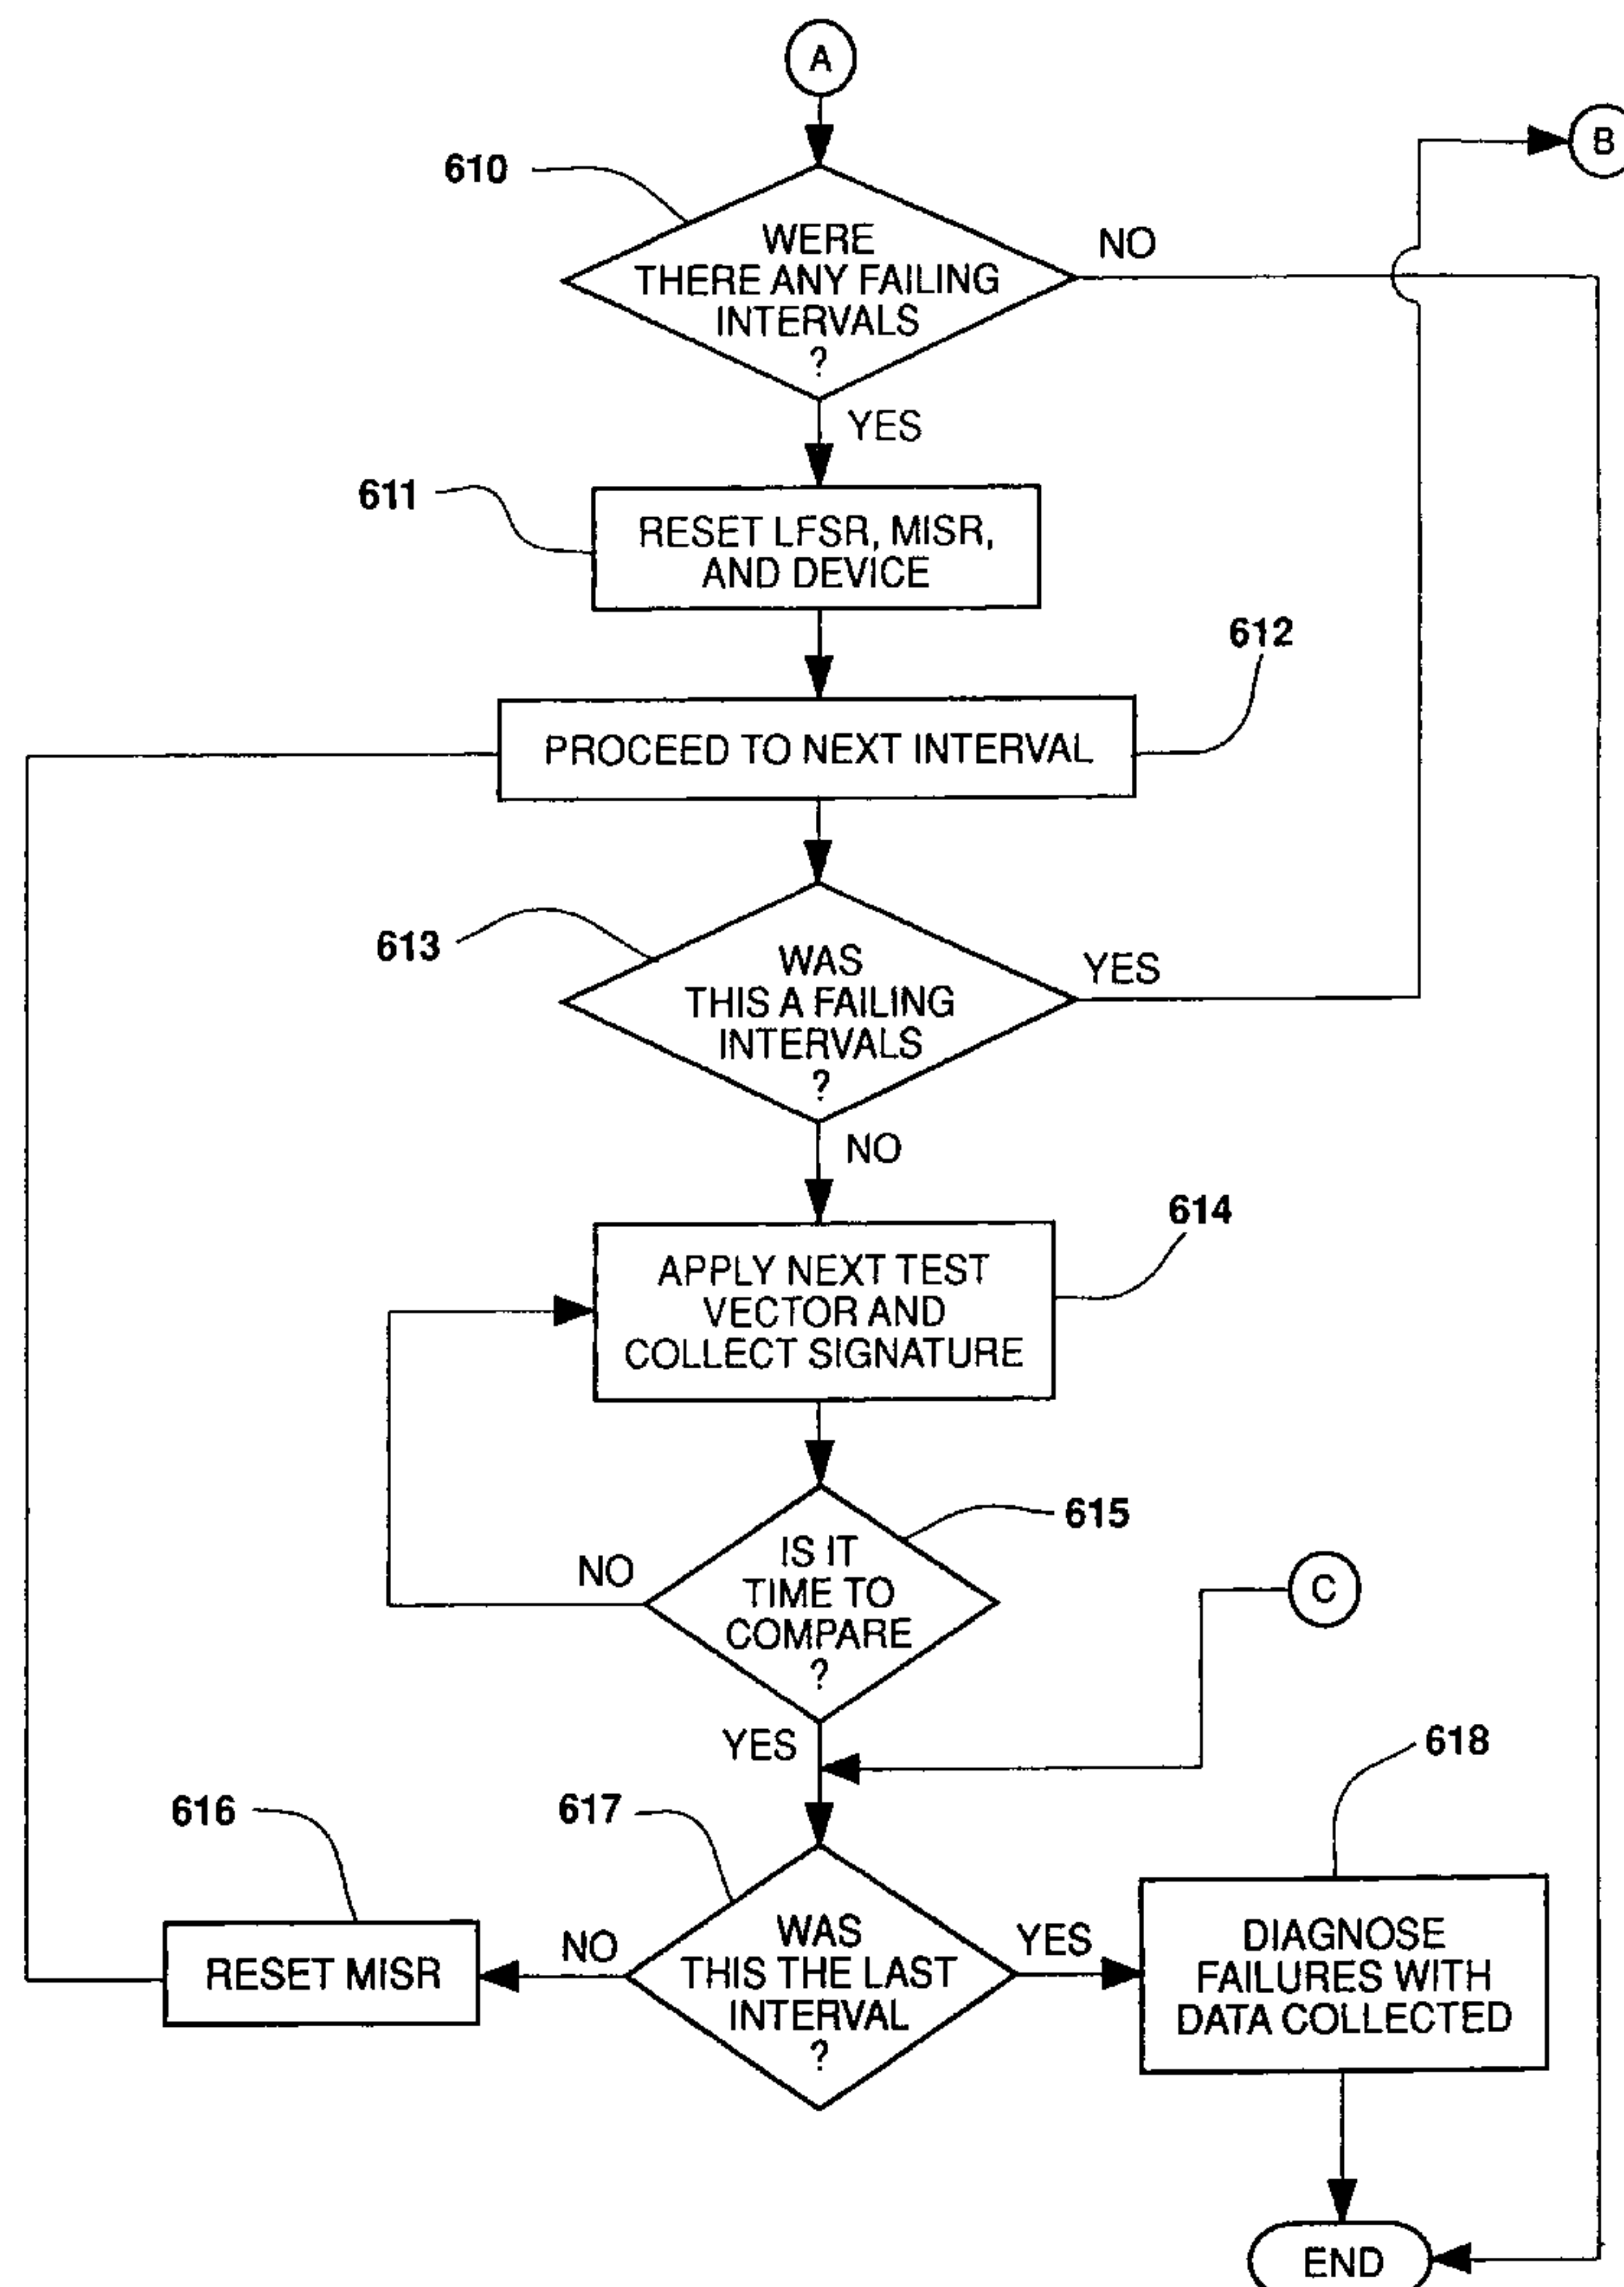 A
B
610
WERE
THERE ANY FAILING
INTERVALS
?
NO
YES
611
RESET LFSR, MISR,
AND DEVICE
612
PROCEED TO NEXT INTERVAL
613
WAS
THIS A FAILING
INTERVALS
?
YES
NO
614
APPLY NEXT TEST
VECTOR AND
COLLECT SIGNATURE
615
IS IT
TIME TO
COMPARE
?
NO
C
YES
618
616
617
RESET MISR
NO
WAS
THIS THE LAST
INTERVAL
?
YES
DIAGNOSE
FAILURES WITH
DATA COLLECTED
END